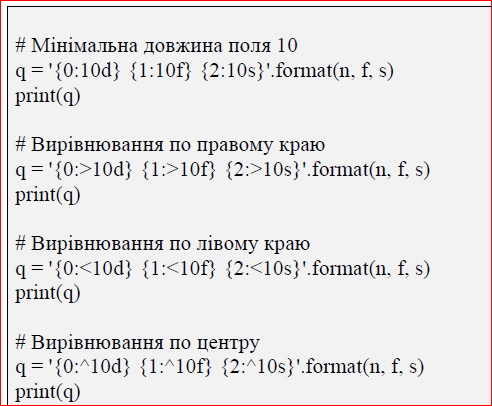 # Мінімальна довжина поля 10
q = '{0:10d} {1:10f} {2:10s}'.format(n, f, s)
print(q)
# Вирівнювання по правому краю
q = '{0:>10d} {1:>10f} {2:>10s}'.format(n, f, s)
print(q)
# Вирівнювання по лівому краю
q = '{0:<10d} {1:<10f} {2:<10s}'.format(n, f, s)
print(q)
# Вирівнювання по центру
q = '{0:^10d} {1:^10f} {2:^10s}'.format(n, f, s)
print(q)